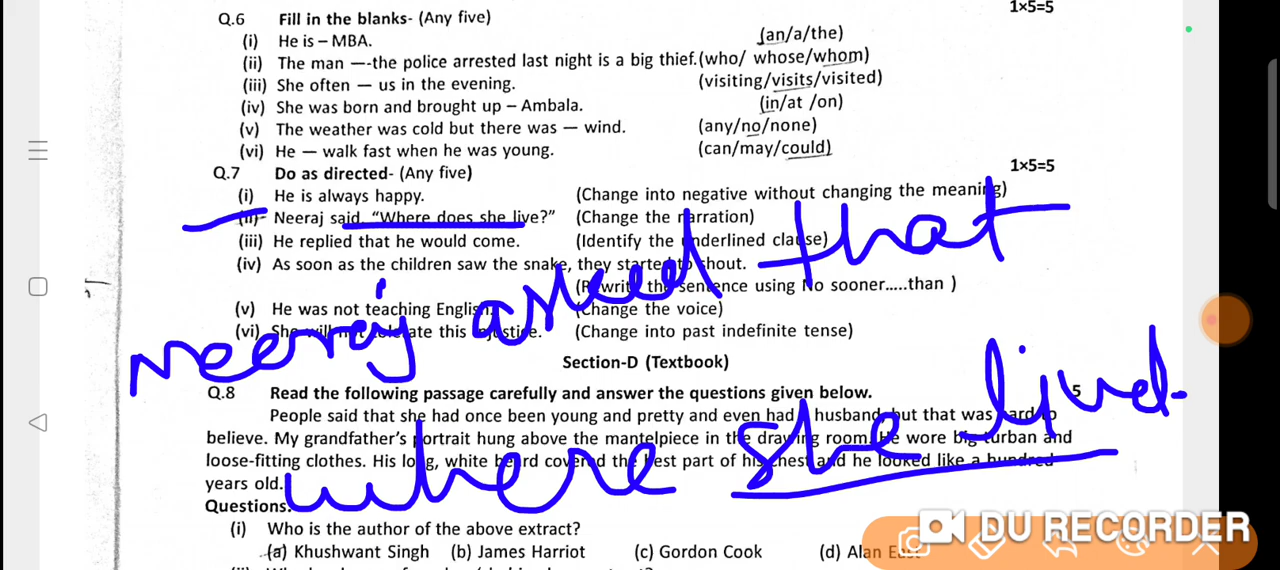 Q.6 Fill in the blanks- (Any five) 1×5=5
(i) He is – MBA. (an/a/the)
(ii) The man —-the police arrested last night is a big thief.(who/ whose/whom)
(iii) She often — us in the evening. (visiting/visits/visited)
(iv) She was born and brought up – Ambala. (in/at /on)
(v) The weather was cold but there was — wind. (any/no/none)
(vi) He — walk fast when he was young. (can/may/could)
Q.7 Do as directed- (Any five) 1×5=5
(i) He is always happy. (Change into negative without changing the meaning)
(ii)- Neeraj said "Where does she live?" (Change the narration)
(iii) He replied that he would come. (Identify the underlined clause)
(iv) As soon as the children saw the snake, they started to shout.
(Rewrite the sentence using No sooner.....than )
(v) He was not teaching English. (Change the voice)
(vi) She will not tolerate this injustice. (Change into past indefinite tense)
Neeraj asked that
where she lived.
Section-D (Textbook)
Q.8 Read the following passage carefully and answer the questions given below. 5
People said that she had once been young and pretty and even had a husband, but that was hard to
believe. My grandfather's portrait hung above the mantelpiece in the drawing room. He wore big turban and
loose-fitting clothes. His long, white beard covered the best part of his chest and he looked like a hundred
years old.
Questions:
(i) Who is the author of the above extract?
(a) Khushwant Singh (b) James Harriot (c) Gordon Cook (d) Alan East
DU RECORDER